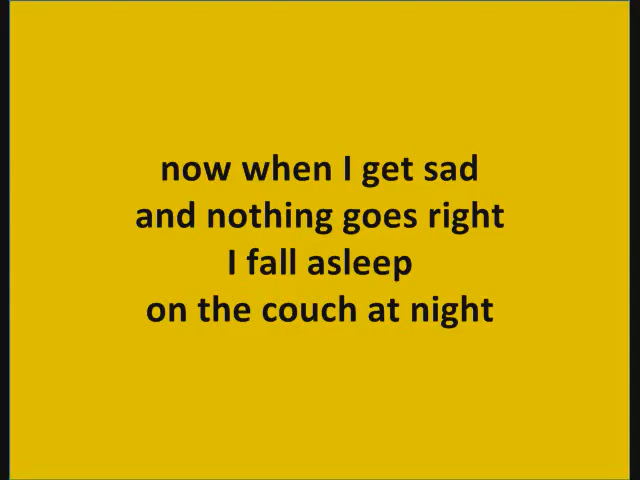 now when I get sad
and nothing goes right
I fall asleep
on the couch at night